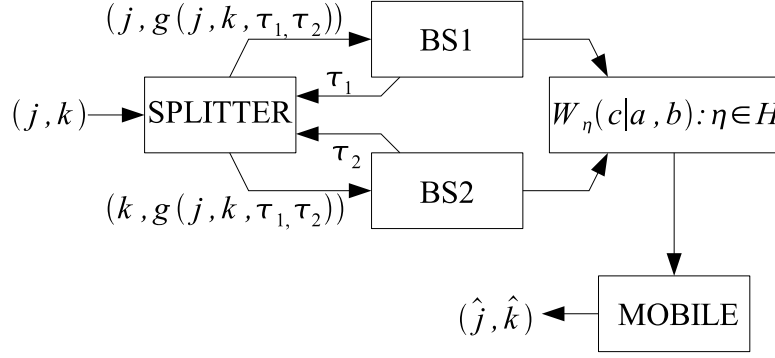 (j, g(j, k, τ₁, τ₂))
BS1
τ₁
(j, k)
SPLITTER
W_η(c|a, b): η∈H
τ₂
BS2
(k, g(j, k, τ₁, τ₂))
(ĵ, k̂)
MOBILE